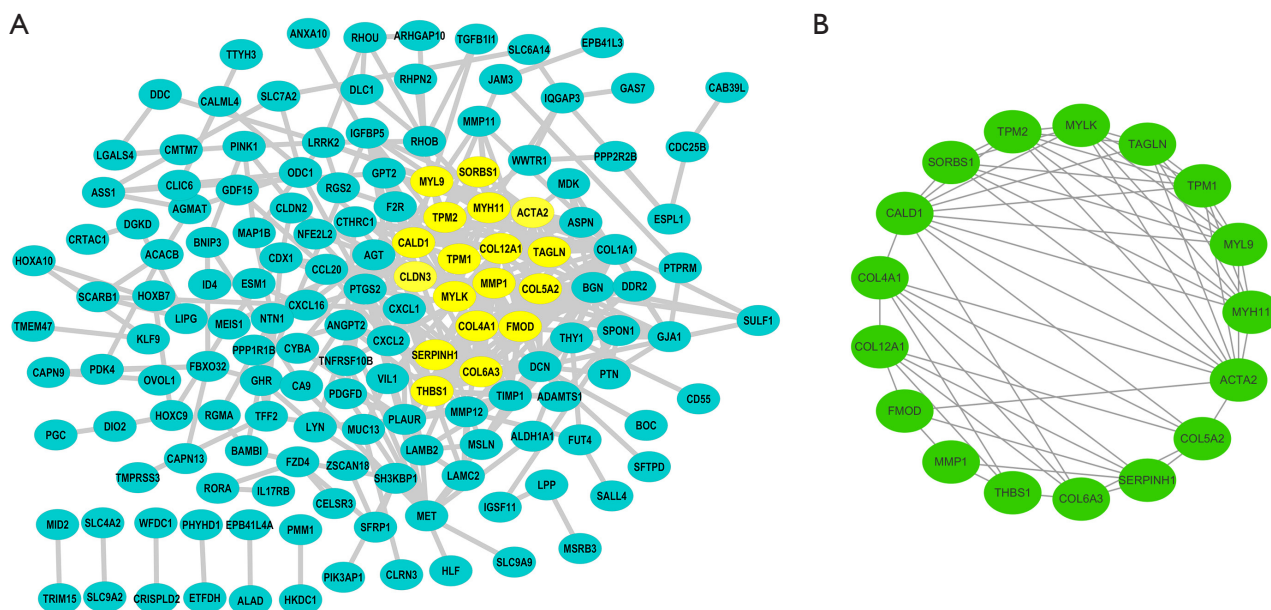 A
B
ANXA10
RHOU
ARHGAP10
TGFB1I1
SLC6A14
EPB41L3
TTYH3
DDC
CALML4
SLC7A2
DLC1
RHPN2
JAM3
IQGAP3
GAS7
CAB39L
LGALS4
CMTM7
PINK1
LRRK2
IGFBP5
RHOB
MMP11
WWTR1
PPP2R2B
CDC25B
ASS1
CLIC6
GDF15
ODC1
RGS2
GPT2
MYL9
SORBS1
MDK
ESPL1
AGMAT
CLDN2
CTHRC1
F2R
TPM2
MYH11
ACTA2
ASPN
DGKD
CRTAC1
BNIP3
MAP1B
NFE2L2
CALD1
COL12A1
TAGLN
COL1A1
HOXA10
ACACB
CDX1
CCL20
AGT
TPM1
PTPRM
SCARB1
HOXB7
ID4
ESM1
CLDN3
MMP1
COL5A2
BGN
DDR2
LIPG
CXCL16
PTGS2
CXCL1
MYLK
TMEM47
KLF9
MEIS1
NTN1
ANGPT2
COL4A1
FMOD
THY1
SPON1
GJA1
SULF1
PPP1R1B
CYBA
TNFRSF10B
CXCL2
SERPINH1
CAPN9
PDK4
OVOL1
FBXO32
GHR
CA9
VIL1
COL6A3
DCN
PTN
PDGFD
THBS1
TIMP1
ADAMTS1
CD55
HOXC9
RGMA
TFF2
LYN
MUC13
PLAUR
MMP12
PGC
DIO2
BAMBI
LAMB2
MSLN
ALDH1A1
FUT4
BOC
TMPRSS3
CAPN13
FZD4
ZSCAN18
SH3KBP1
LAMC2
SFTPD
RORA
IL17RB
CELSR3
IGSF11
LPP
SALL4
SFRP1
MET
MSRB3
MID2
SLC4A2
WFDC1
PHYHD1
EPB41L4A
PMM1
PIK3AP1
CLRN3
HLF
SLC9A9
TRIM15
SLC9A2
CRISPLD2
ETFDH
ALAD
HKDC1
TPM2
MYLK
TAGLN
SORBS1
TPM1
CALD1
MYL9
COL4A1
MYH11
COL12A1
ACTA2
FMOD
COL5A2
MMP1
SERPINH1
THBS1
COL6A3